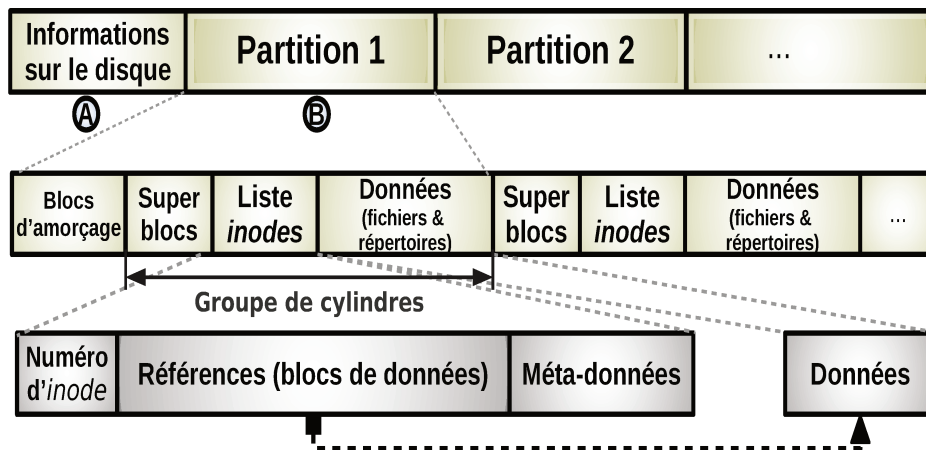 Informations
sur le disque
Partition 1
Partition 2
...
A
B
Blocs
d'amorçage
Super
blocs
Liste
inodes
Données
(fichiers &
répertoires)
Super
blocs
Liste
inodes
Données
(fichiers &
répertoires)
...
Groupe de cylindres
Numéro
d'inode
Références (blocs de données)
Méta-données
Données